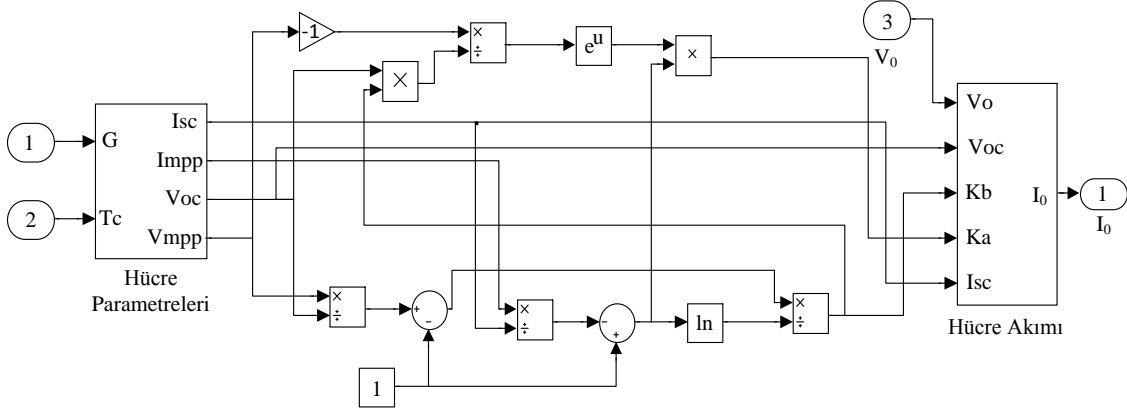 -1
×
÷
e^u
×
3
V₀
×
1
G
Isc
Impp
Voc
Vmpp
2
Tc
Hücre
Parametreleri
Vo
Voc
Kb
Ka
Isc
I₀
1
I₀
Hücre Akımı
×
÷
+
-
×
÷
-
+
ln
×
÷
1